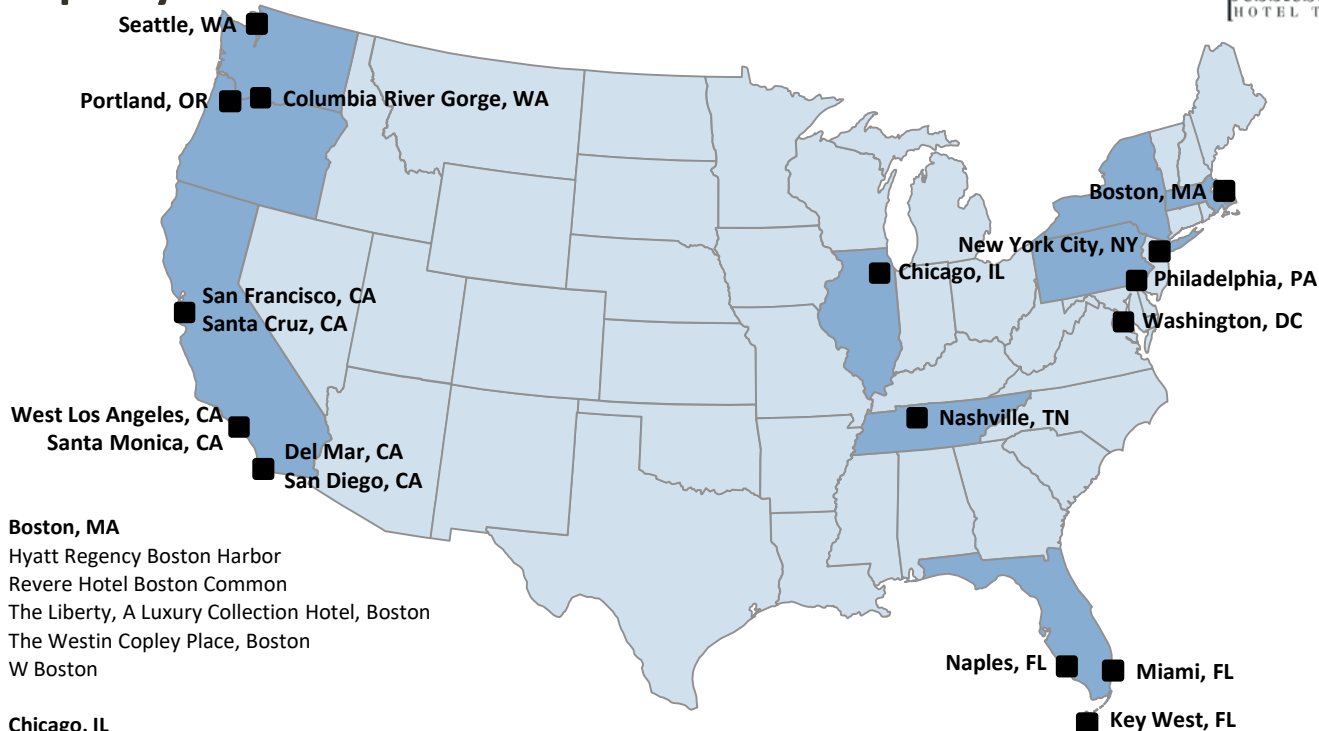 HOTEL T
Seattle, WA
Portland, OR
Columbia River Gorge, WA
Boston, MA
New York City, NY
Chicago, IL
Philadelphia, PA
San Francisco, CA
Santa Cruz, CA
Washington, DC
West Los Angeles, CA
Santa Monica, CA
Nashville, TN
Del Mar, CA
San Diego, CA
Boston, MA
Hyatt Regency Boston Harbor
Revere Hotel Boston Common
The Liberty, A Luxury Collection Hotel, Boston
The Westin Copley Place, Boston
W Boston
Naples, FL
Miami, FL
Key West, FL
Chicago, IL